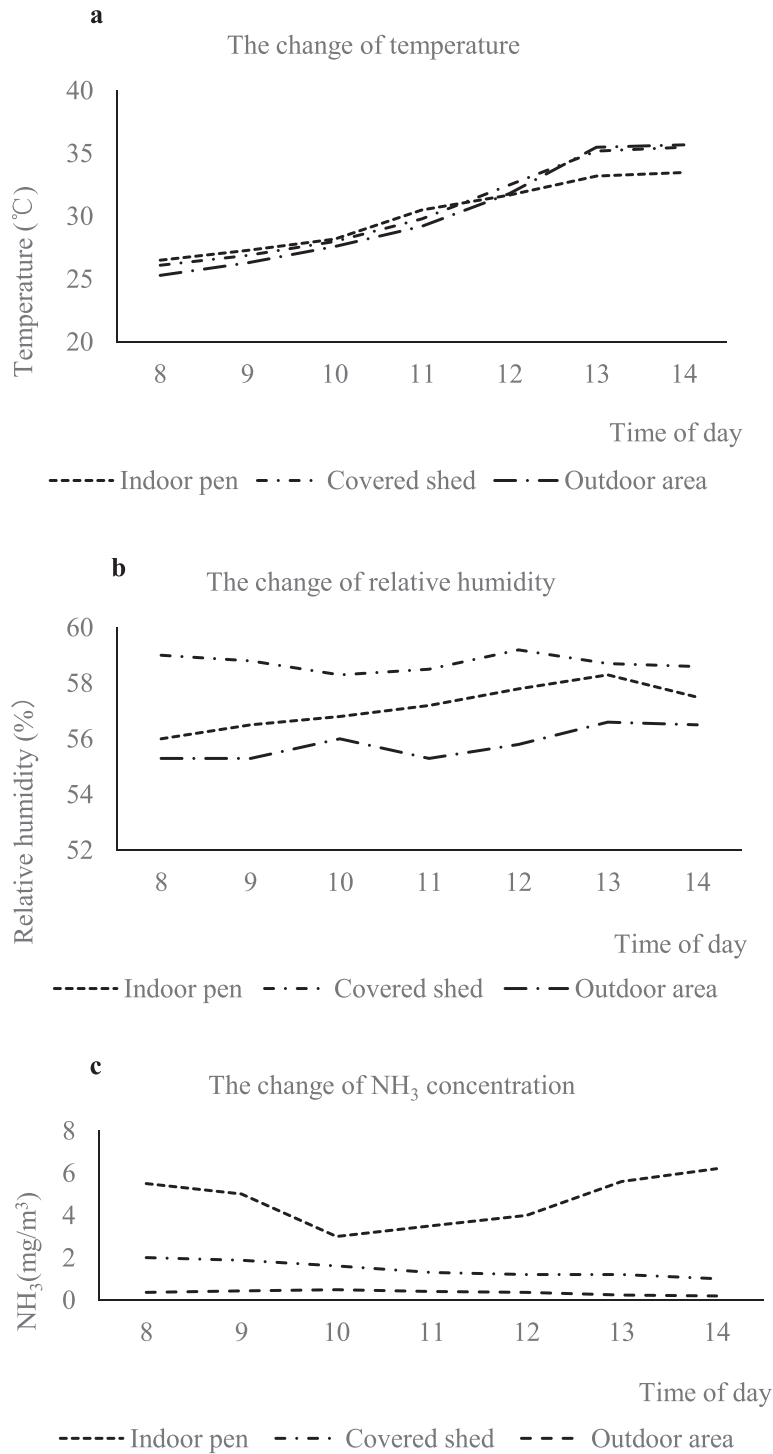 a
The change of temperature
40
35
30
25
20
Temperature (℃)
8 9 10 11 12 13 14
Time of day
Indoor pen Covered shed Outdoor area
b
The change of relative humidity
60
58
56
54
52
Relative humidity (%)
8 9 10 11 12 13 14
Time of day
Indoor pen Covered shed Outdoor area
c
The change of NH₃ concentration
8
6
4
2
0
NH₃(mg/m³)
8 9 10 11 12 13 14
Time of day
Indoor pen Covered shed Outdoor area